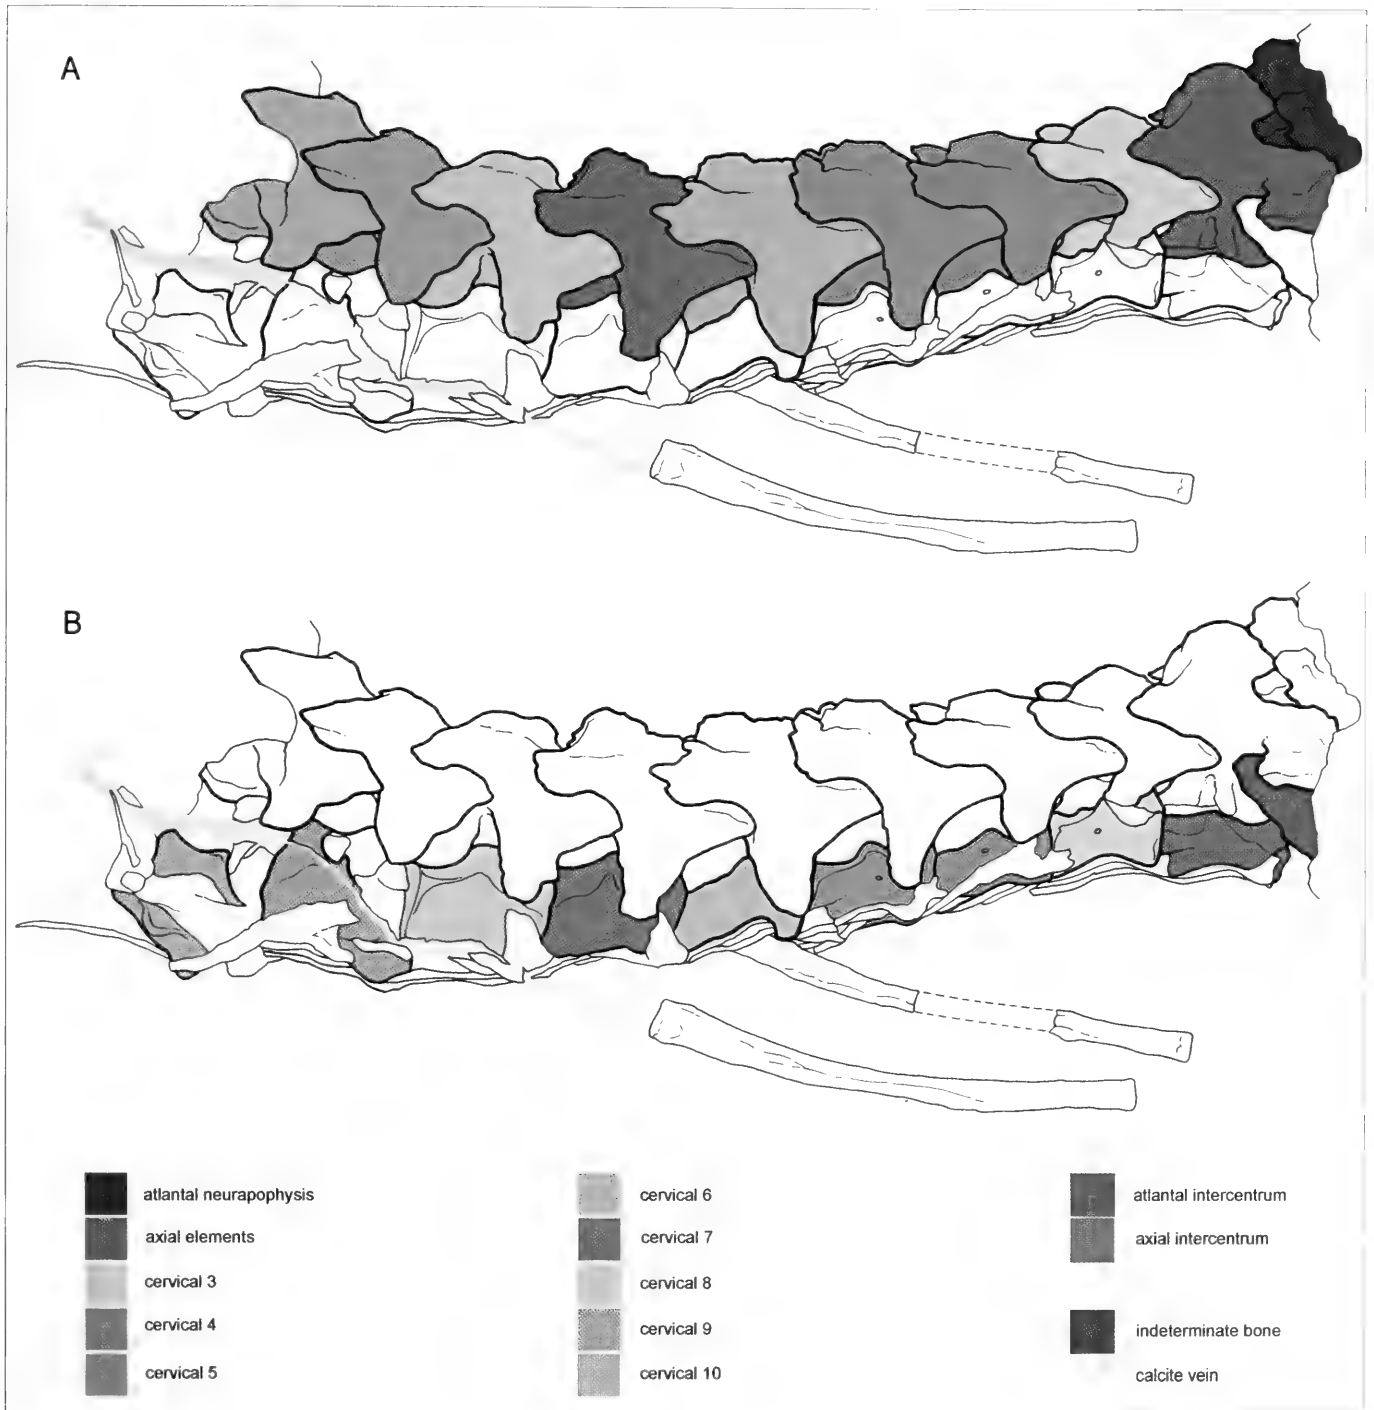 A
B
atlantal neurapophysis
axial elements
cervical 3
cervical 4
cervical 5
cervical 6
cervical 7
cervical 8
cervical 9
cervical 10
atlantal intercentrum
axial intercentrum
indeterminate bone
calcite vein